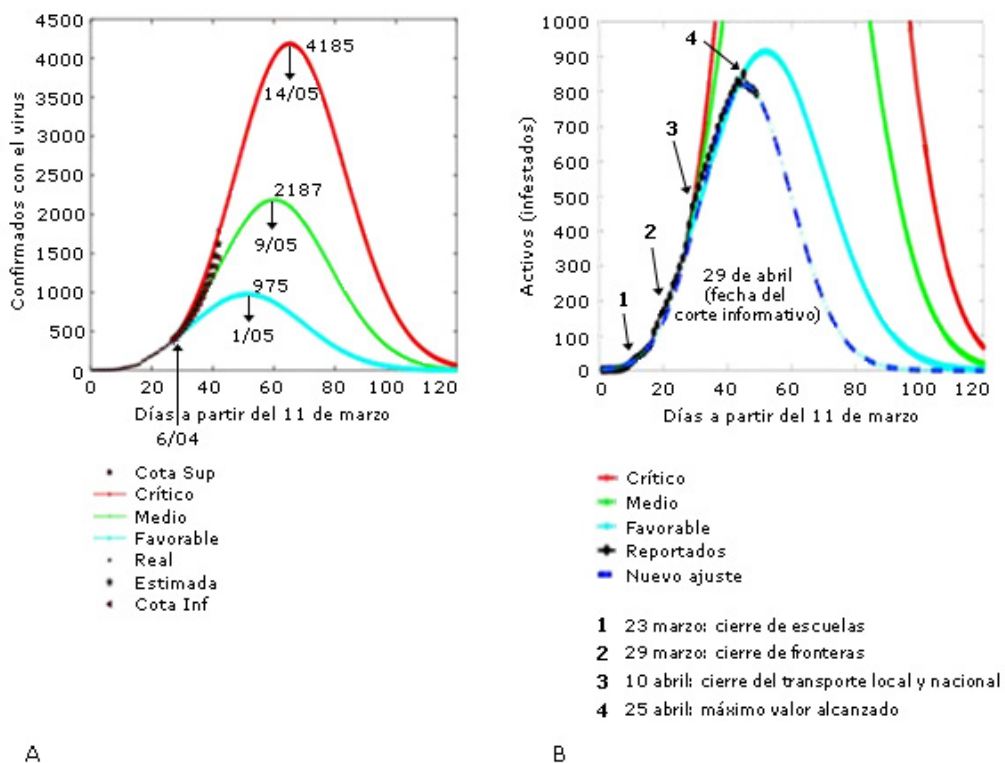 4500
4000
3500
3000
2500
2000
1500
1000
500
0
Confirmados con el virus
4185
14/05
2187
9/05
975
1/05
0 20 40 60 80 100 120
Días a partir del 11 de marzo
6/04
Cota Sup
Crítico
Medio
Favorable
Real
Estimada
Cota Inf
A
1000
900
800
700
600
500
400
300
200
100
0
Activos (infestados)
4
3
2
1
29 de abril
(fecha del
corte informativo)
0 20 40 60 80 100 120
Días a partir del 11 de marzo
Crítico
Medio
Favorable
Reportados
Nuevo ajuste
1 23 marzo: cierre de escuelas
2 29 marzo: cierre de fronteras
3 10 abril: cierre del transporte local y nacional
4 25 abril: máximo valor alcanzado
B